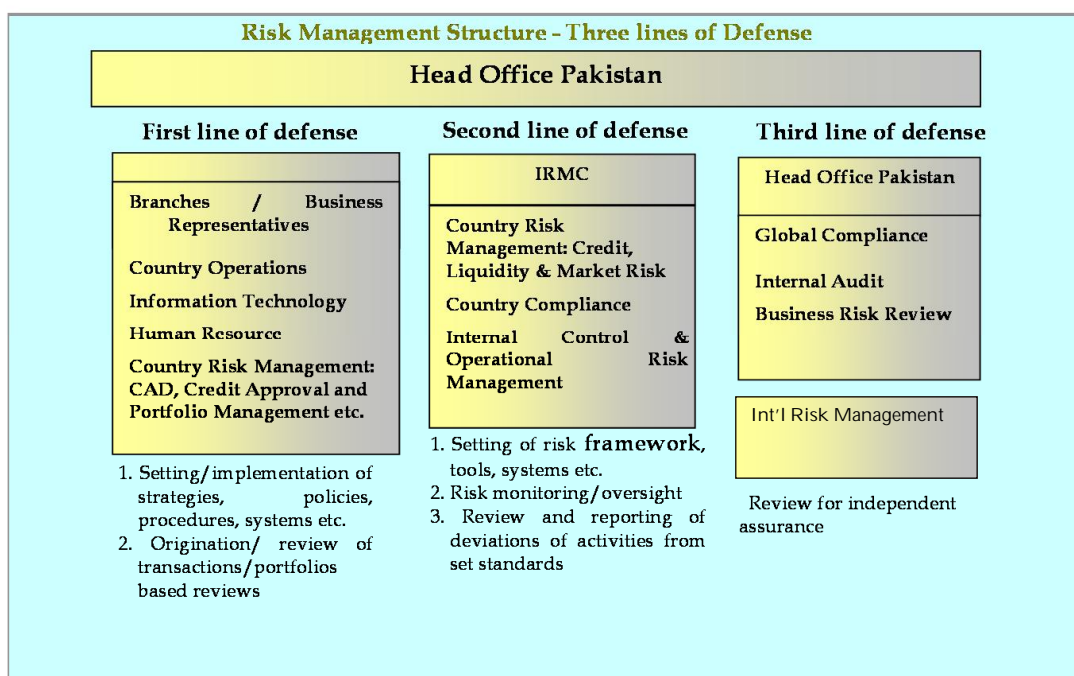 Risk Management Structure - Three lines of Defense
Head Office Pakistan
First line of defense
Branches / Business
Representatives
Country Operations
Information Technology
Human Resource
Country Risk Management:
CAD, Credit Approval and
Portfolio Management etc.
1. Setting/implementation of
strategies, policies,
procedures, systems etc.
2. Origination/ review of
transactions/portfolios
based reviews
Second line of defense
IRMC
Country Risk
Management: Credit,
Liquidity & Market Risk
Country Compliance
Internal Control &
Operational Risk
Management
1. Setting of risk framework,
tools, systems etc.
2. Risk monitoring/oversight
3. Review and reporting of
deviations of activities from
set standards
Third line of defense
Head Office Pakistan
Global Compliance
Internal Audit
Business Risk Review
Int'l Risk Management
Review for independent
assurance